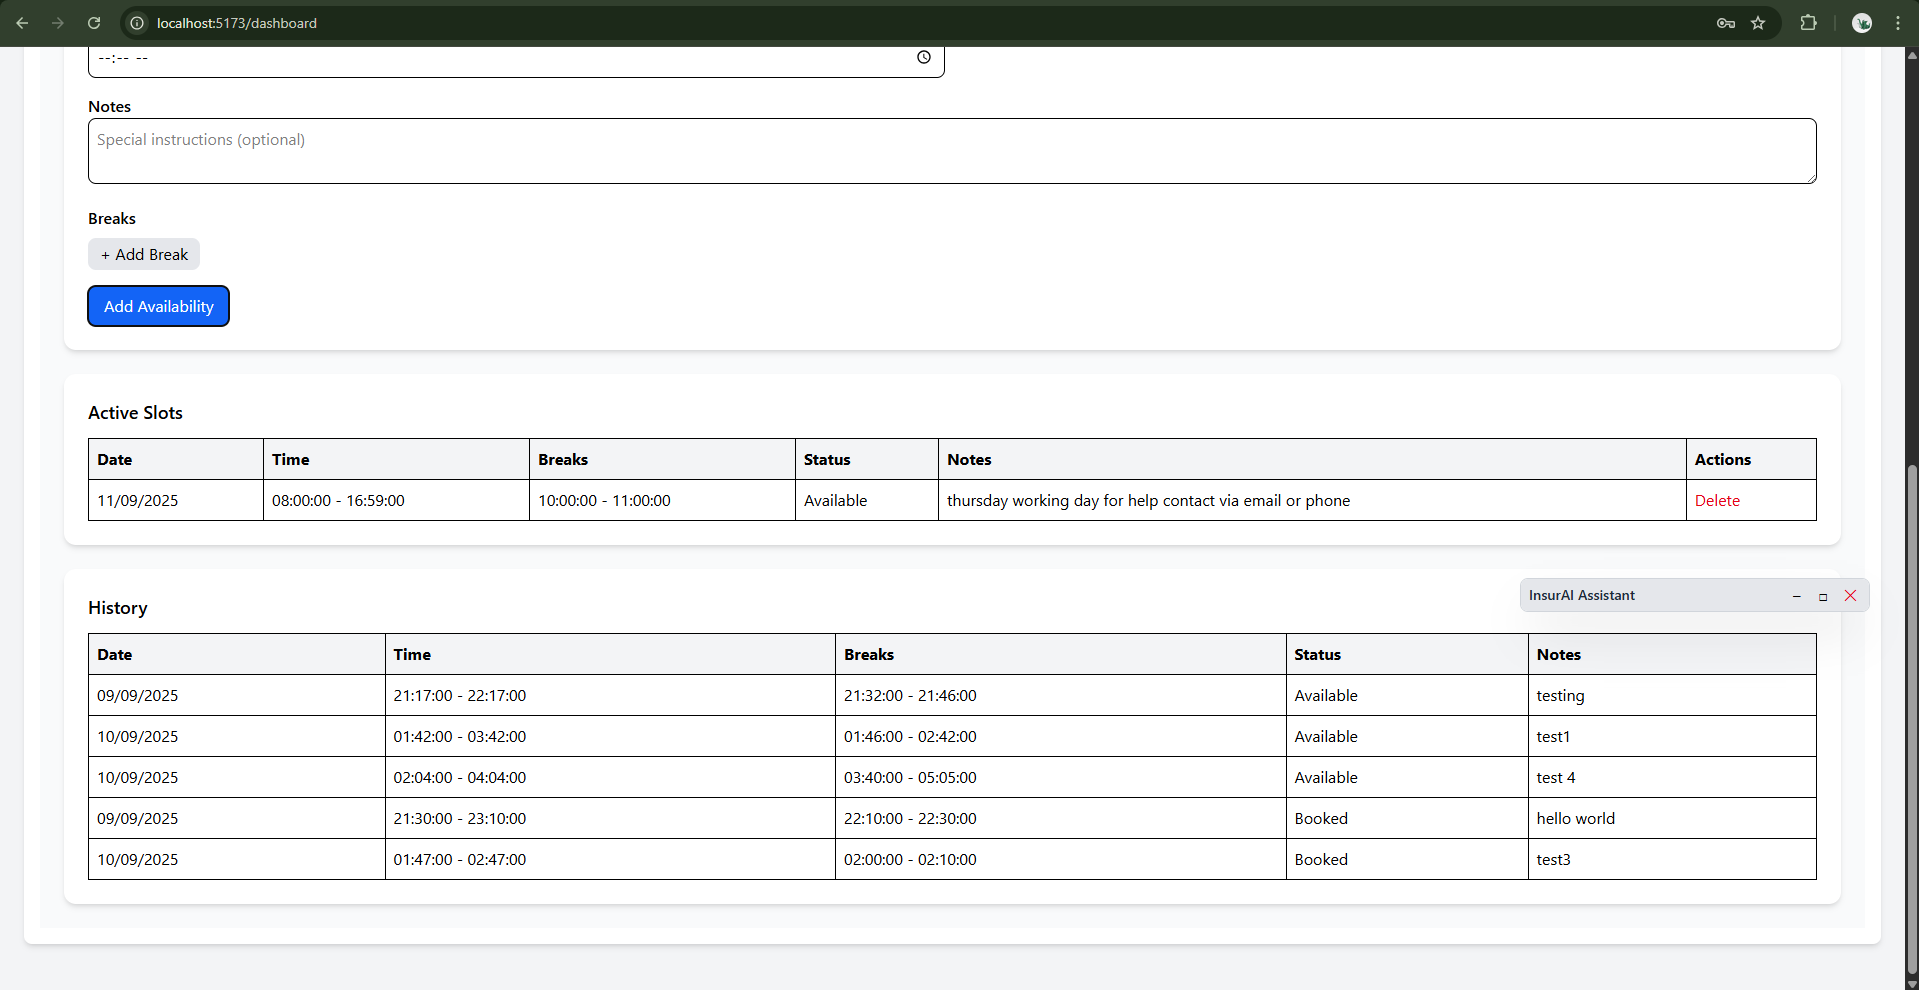 localhost:5173/dashboard
--:-- --
Notes
Special instructions (optional)
Breaks
+ Add Break
Add Availability
Active Slots
Date Time Breaks Status Notes Actions
11/09/2025 08:00:00 - 16:59:00 10:00:00 - 11:00:00 Available thursday working day for help contact via email or phone Delete
InsurAI Assistant
History
Date Time Breaks Status Notes
09/09/2025 21:17:00 - 22:17:00 21:32:00 - 21:46:00 Available testing
10/09/2025 01:42:00 - 03:42:00 01:46:00 - 02:42:00 Available test1
10/09/2025 02:04:00 - 04:04:00 03:40:00 - 05:05:00 Available test 4
09/09/2025 21:30:00 - 23:10:00 22:10:00 - 22:30:00 Booked hello world
10/09/2025 01:47:00 - 02:47:00 02:00:00 - 02:10:00 Booked test3